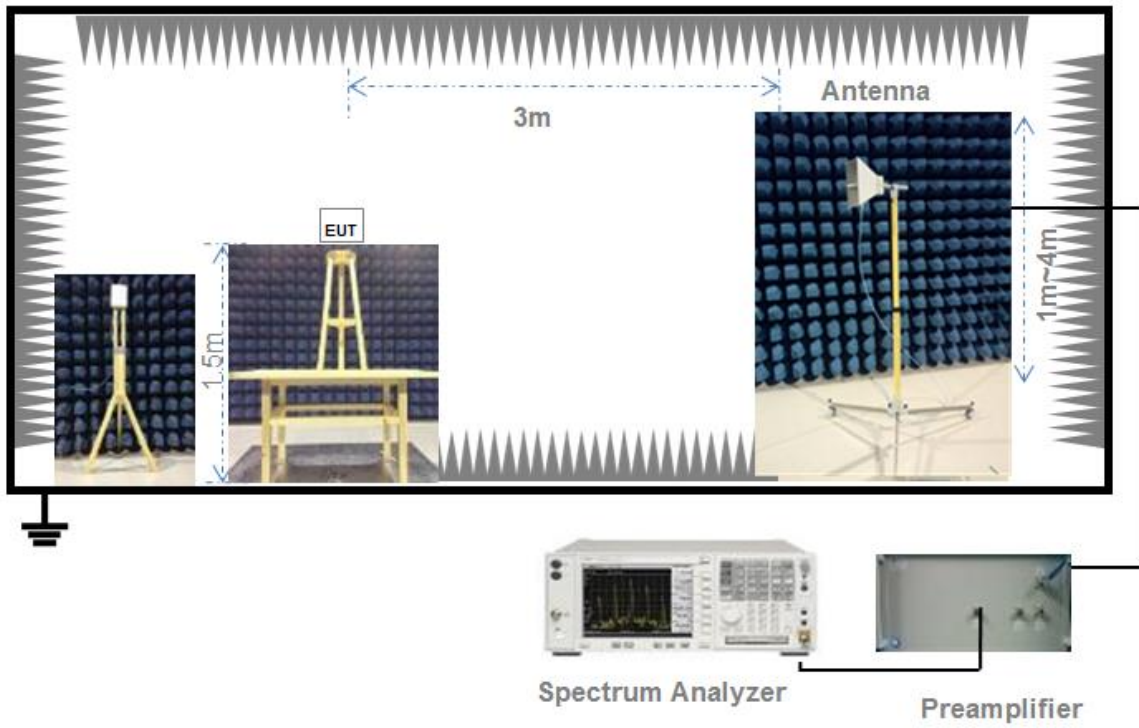 Antenna
3m
EUT
1.5m
1m~4m
Spectrum Analyzer
Preamplifier